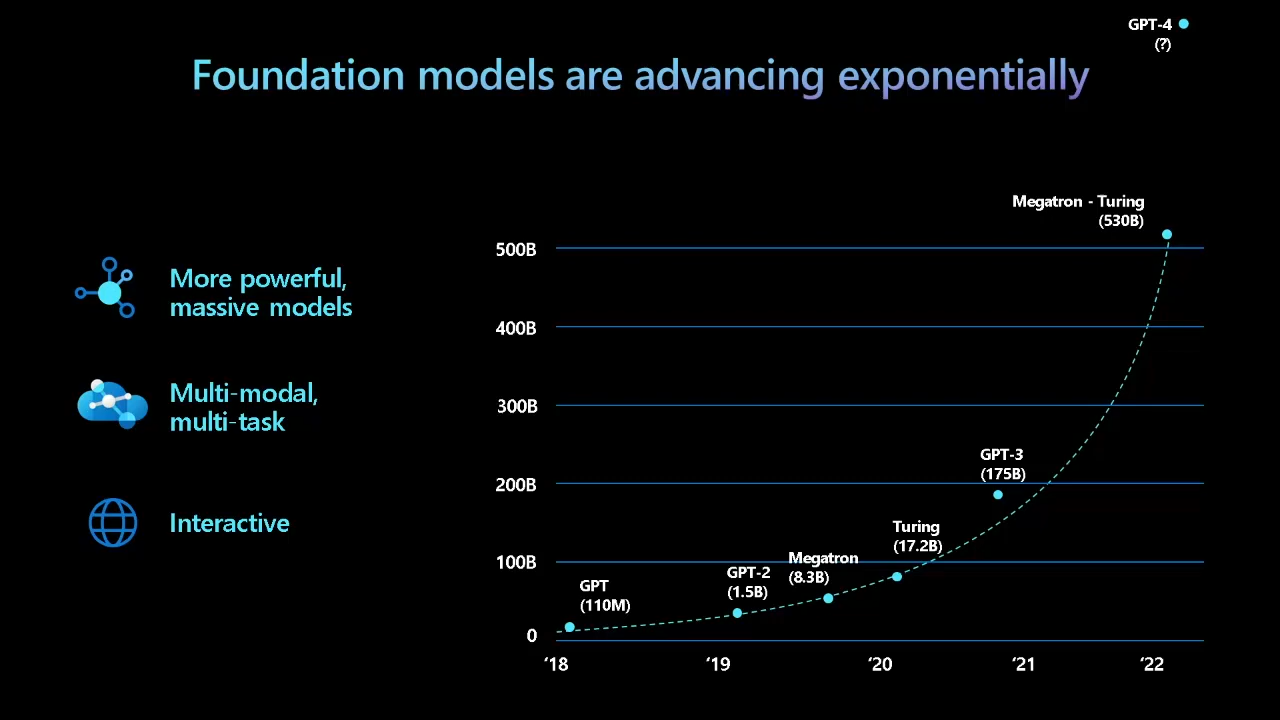 GPT-4
(?)
Foundation models are advancing exponentially
More powerful,
massive models
Multi-modal,
multi-task
Interactive
Megatron - Turing
(530B)
500B
400B
300B
GPT-3
(175B)
200B
Turing
(17.2B)
100B
Megatron
(8.3B)
GPT-2
(1.5B)
GPT
(110M)
0
‘18
‘19
‘20
‘21
‘22